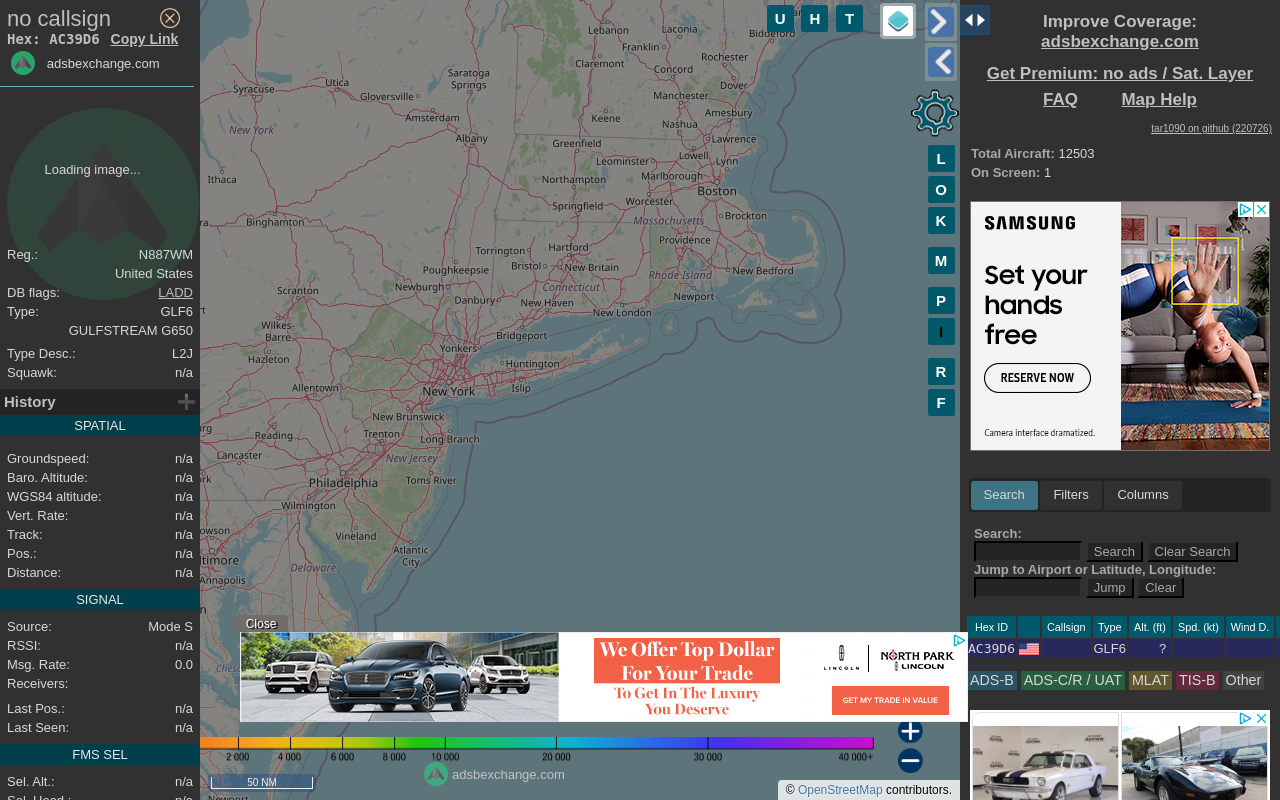 no callsign
Hex: AC39D6 Copy Link
adsbexchange.com
Loading image...
Reg.: N887WM
United States
DB flags: LADD
Type: GLF6
GULFSTREAM G650
Type Desc.: L2J
Squawk: n/a
History
SPATIAL
Groundspeed: n/a
Baro. Altitude: n/a
WGS84 altitude: n/a
Vert. Rate: n/a
Track: n/a
Pos.: n/a
Distance: n/a
SIGNAL
Source: Mode S
RSSI: n/a
Msg. Rate: 0.0
Receivers:
Last Pos.: n/a
Last Seen: n/a
FMS SEL
Sel. Alt.: n/a
Sel. Head.: n/a
U H T
L
O
K
M
P
I
R
F
Lebanon
Laconia
Biddeford
Franklin
Rochester
Claremont
Concord
Dover
Saratoga
Springs
Utica
Gloversville
Syracuse
Manchester
Amesbury
Amsterdam
Keene
Nashua
New York
Albany
Lawrence
Greenfield
Lowell
Leominster
Lynn
Ithaca
Northampton
Marlborough
Boston
Springfield
Worcester
Binghamton
Massachusetts
Brockton
Torrington
Hartford
Providence
Poughkeepsie
Bristol
New Britain
Rhode Island
New Bedford
Newburgh
Connecticut
Scranton
Danbury
New Haven
Newport
New London
Wilkes-
Barre
Bridgeport
Yonkers
Hazleton
Huntington
Allentown
New York
Islip
New Brunswick
Reading
Trenton
Long Branch
Lancaster
New Jersey
Philadelphia
Toms River
Wilmington
Vineland
Atlantic
City
Annapolis
Delaware
Close
We Offer Top Dollar
For Your Trade
To Get In The Luxury
You Deserve
LINCOLN
NORTH PARK
LINCOLN
GET MY TRADE IN VALUE
2 000 4 000 6 000 8 000 10 000 20 000 30 000 40 000+
adsbexchange.com
50 NM
© OpenStreetMap contributors.
Improve Coverage:
adsbexchange.com
Get Premium: no ads / Sat. Layer
FAQ Map Help
tar1090 on github (220726)
Total Aircraft: 12503
On Screen: 1
SAMSUNG
Set your
hands
free
RESERVE NOW
Camera interface dramatized.
Search Filters Columns
Search:
Search Clear Search
Jump to Airport or Latitude, Longitude:
Jump Clear
Hex ID Callsign Type Alt. (ft) Spd. (kt) Wind D.
AC39D6 GLF6 ?
ADS-B ADS-C/R / UAT MLAT TIS-B Other